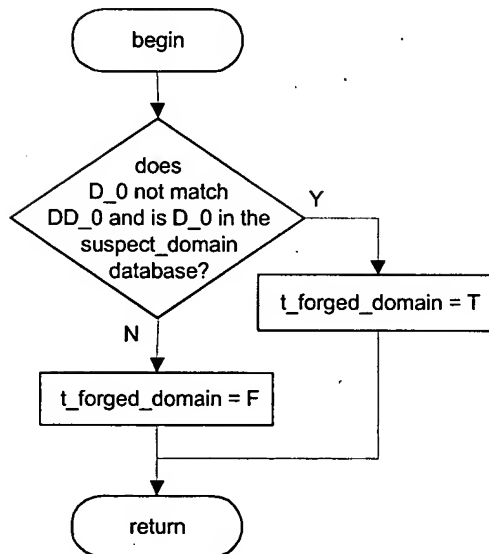 begin
does
D_0 not match
DD_0 and is D_0 in the
suspect_domain
database?
Y
t_forged_domain = T
N
t_forged_domain = F
return